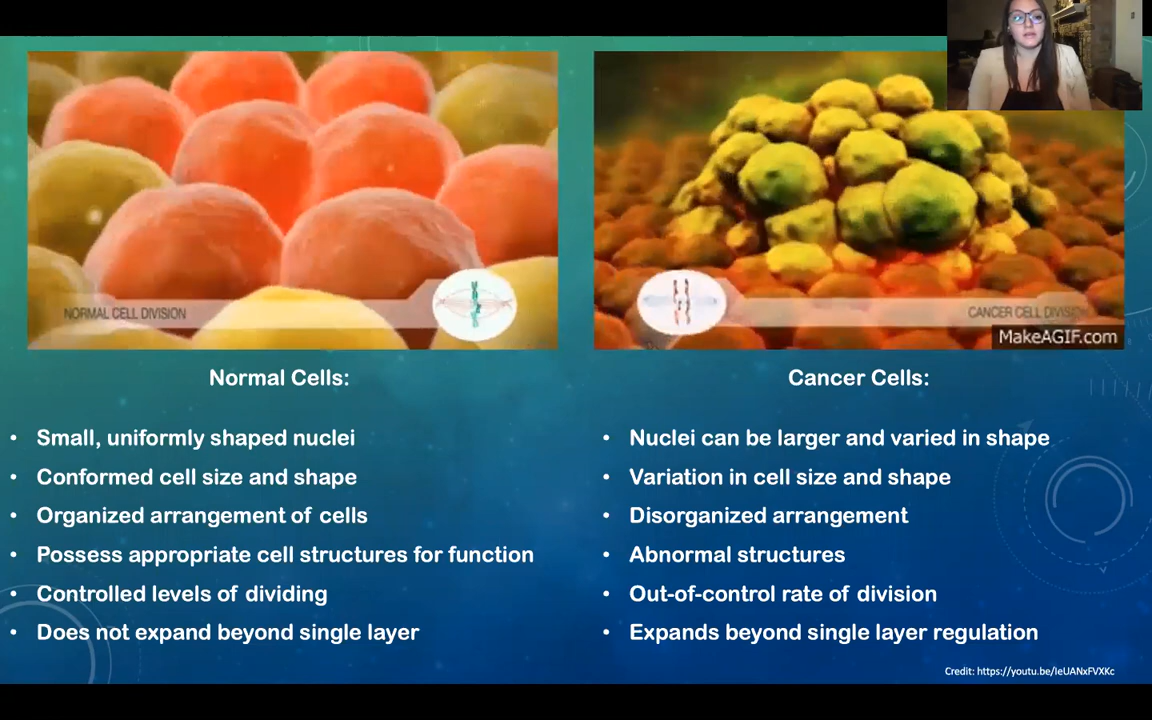 NORMAL CELL DIVISION
CANCER CELL DIVISION
MakeAGIF.com
Normal Cells:
• Small, uniformly shaped nuclei
• Conformed cell size and shape
• Organized arrangement of cells
• Possess appropriate cell structures for function
• Controlled levels of dividing
• Does not expand beyond single layer
Cancer Cells:
• Nuclei can be larger and varied in shape
• Variation in cell size and shape
• Disorganized arrangement
• Abnormal structures
• Out-of-control rate of division
• Expands beyond single layer regulation
Credit: https://youtu.be/IeUANxFVXKc